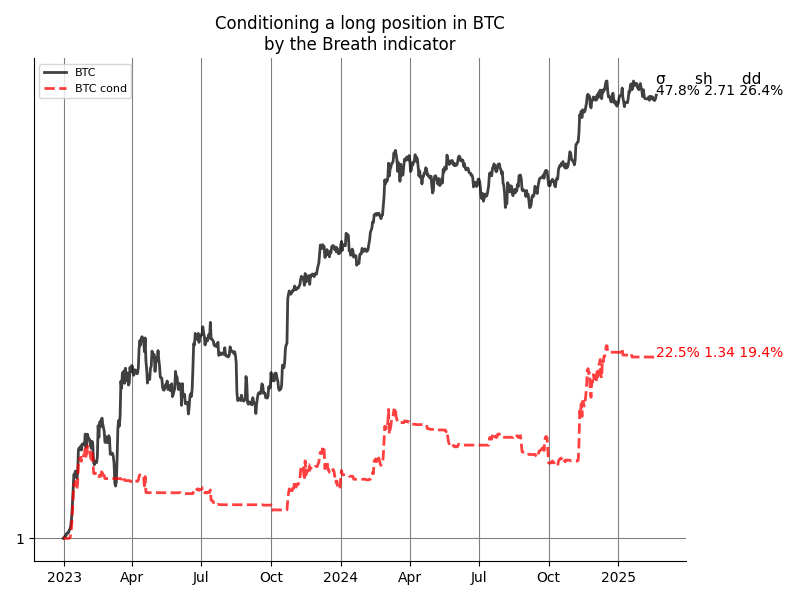 Conditioning a long position in BTC
by the Breath indicator
BTC
BTC cond
σ sh dd
47.8% 2.71 26.4%
22.5% 1.34 19.4%
1
2023 Apr Jul Oct 2024 Apr Jul Oct 2025